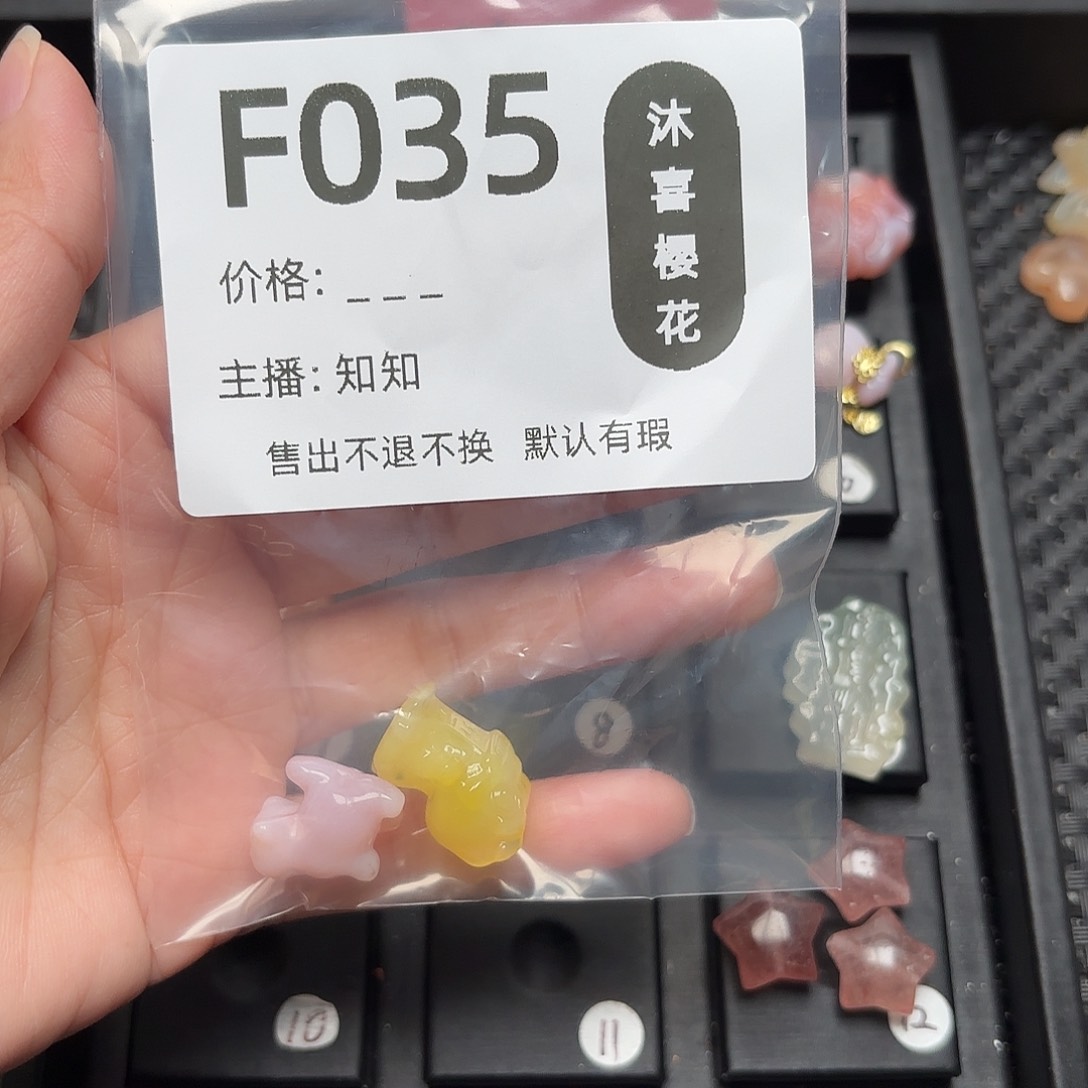 F035
沐喜樱花
价格: _ _ _
主播: 知知
售出不退不换 默认有瑕
8
10
11
12